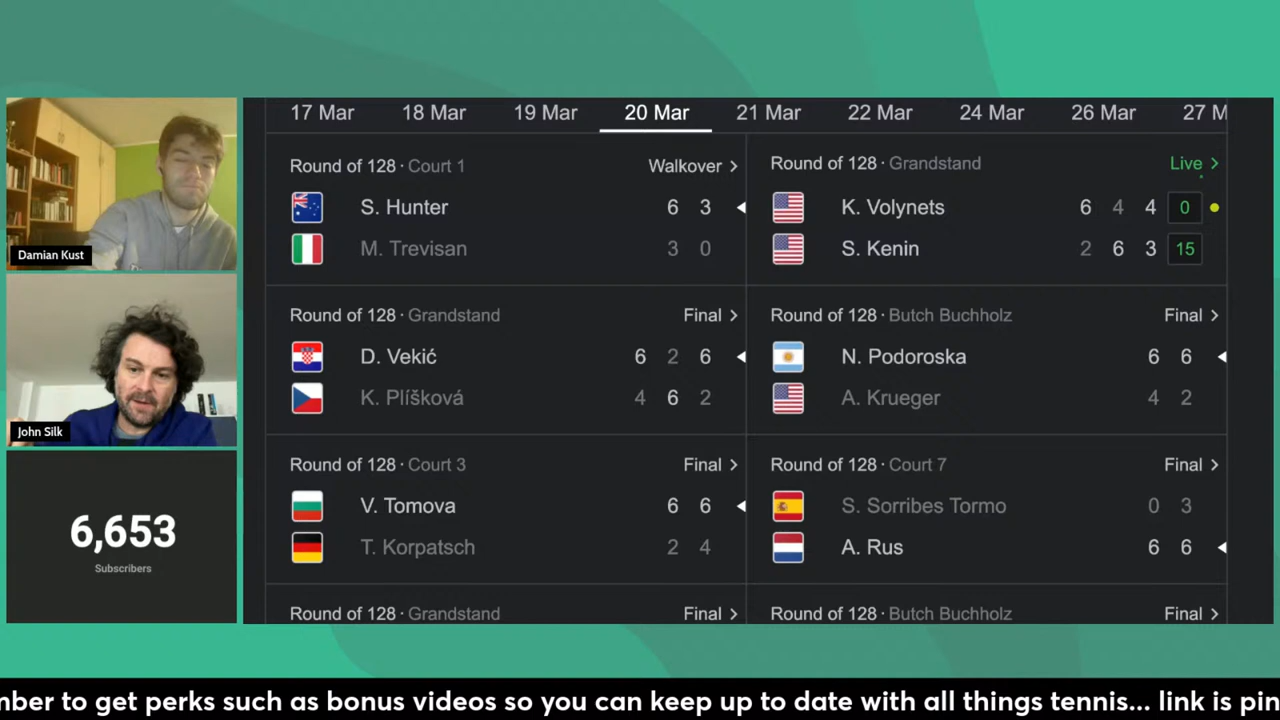 17 Mar 18 Mar 19 Mar 20 Mar 21 Mar 22 Mar 24 Mar 26 Mar 27 M
Round of 128 · Court 1 Walkover
S. Hunter 6 3
M. Trevisan 3 0
Round of 128 · Grandstand Live
K. Volynets 6 4 4 0
S. Kenin 2 6 3 15
Damian Kust
Round of 128 · Grandstand Final
D. Vekić 6 2 6
K. Plíšková 4 6 2
Round of 128 · Butch Buchholz Final
N. Podoroska 6 6
A. Krueger 4 2
John Silk
Round of 128 · Court 3 Final
V. Tomova 6 6
T. Korpatsch 2 4
Round of 128 · Court 7 Final
S. Sorribes Tormo 0 3
A. Rus 6 6
6,653
Subscribers
Round of 128 · Grandstand Final
Round of 128 · Butch Buchholz Final
mber to get perks such as bonus videos so you can keep up to date with all things tennis... link is pin